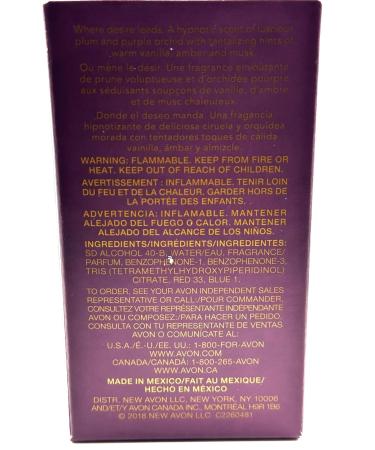 Where desire leads. A hypnotic scent of luscious
plum and purple orchid with tantalizing hints of
warm vanilla, amber and musk.
Où mène le désir. Une fragrance envoûtante
de prune voluptueuse et d'orchidée pourpre
aux séduisants soupçons de vanille, d'ambre
et de musc chaleureux.
Donde el deseo manda. Una fragancia
hipnotizante de deliciosa ciruela y orquídea
morada con tentadores toques de cálida
vainilla, ámbar y almizcle.
WARNING: FLAMMABLE. KEEP FROM FIRE OR
HEAT. KEEP OUT OF REACH OF CHILDREN.
AVERTISSEMENT : INFLAMMABLE. TENIR LOIN
DU FEU ET DE LA CHALEUR. GARDER HORS DE
LA PORTÉE DES ENFANTS.
ADVERTENCIA: INFLAMABLE. MANTENER
ALEJADO DEL FUEGO O CALOR. MANTENER
ALEJADO DEL ALCANCE DE LOS NIÑOS.
INGREDIENTS/INGRÉDIENTS/INGREDIENTES:
SD ALCOHOL 40-B, WATER/EAU, FRAGRANCE/
PARFUM, BENZOPHENONE-1, BENZOPHENONE-3,
TRIS (TETRAMETHYLHYDROXYPIPERIDINOL)
CITRATE, RED 33, BLUE 1.
TO ORDER, SEE YOUR AVON INDEPENDENT SALES
REPRESENTATIVE OR CALL:/POUR COMMANDER,
CONSULTEZ VOTRE REPRÉSENTANTE INDÉPENDANTE
AVON OU COMPOSEZ:/PARA HACER UN PEDIDO,
CONSULTA CON TU REPRESENTANTE DE VENTAS
AVON O COMUNÍCATE AL:
U.S.A./É.-U./EE. UU.: 1-800-FOR-AVON
WWW.AVON.COM
CANADA/CANADÁ: 1-800-265-AVON
WWW.AVON.CA
MADE IN MEXICO/FAIT AU MEXIQUE/
HECHO EN MÉXICO
DISTR. NEW AVON LLC, NEW YORK, NY 10006
AND/ET/Y AVON CANADA INC., MONTRÉAL H9R 1B6
© 2018 NEW AVON LLC C2260481